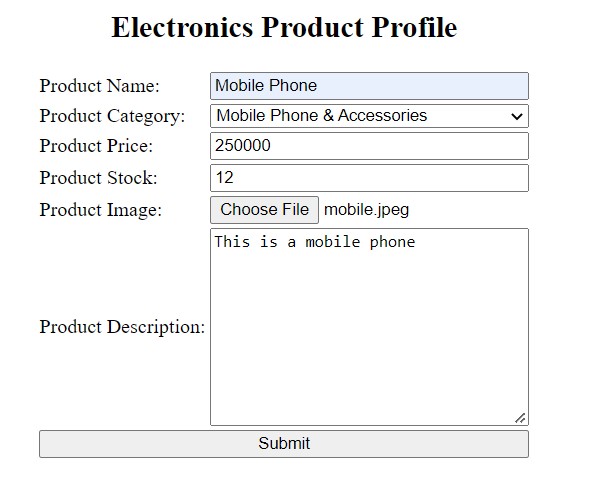 Electronics Product Profile
Product Name: Mobile Phone
Product Category: Mobile Phone & Accessories
Product Price: 250000
Product Stock: 12
Product Image: Choose File mobile.jpeg
This is a mobile phone
Product Description:
Submit